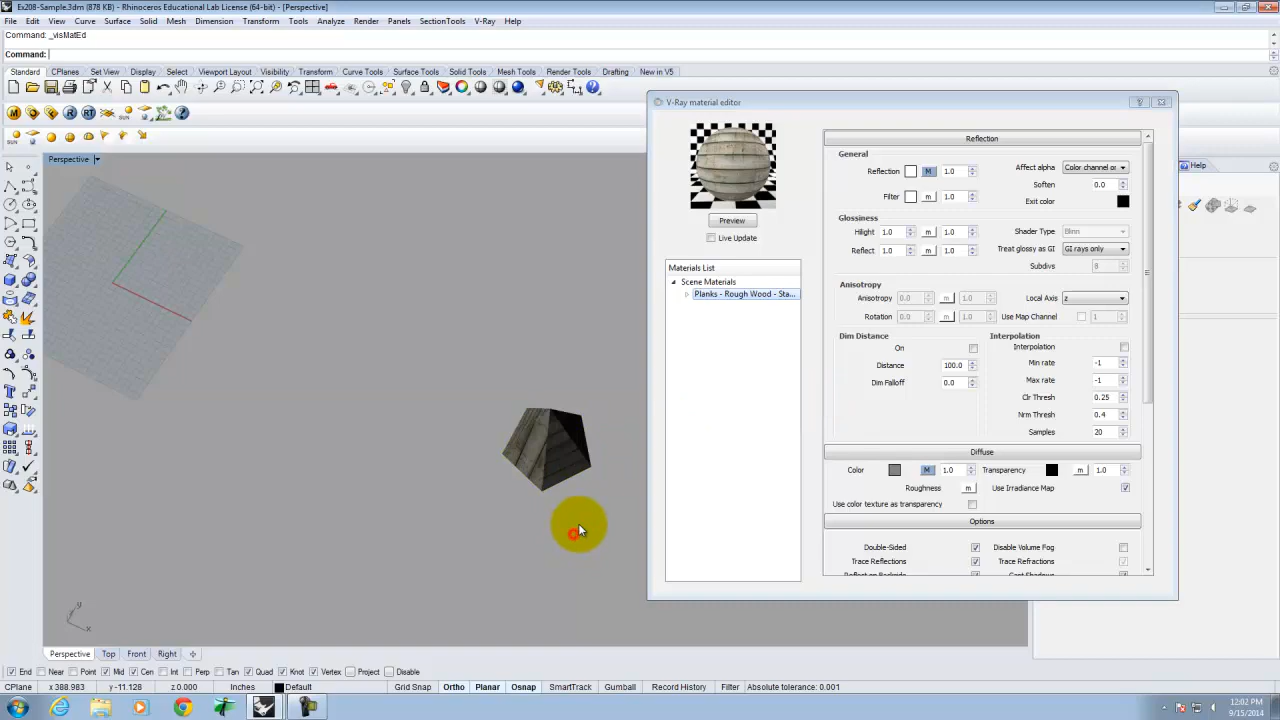 Ex208-Sample.3dm (878 KB) - Rhinoceros Educational Lab License (64-bit) - [Perspective]
File Edit View Curve Surface Solid Mesh Dimension Transform Tools Analyze Render Panels SectionTools V-Ray Help
Command: _visMatEd
Command:
Standard CPlanes Set View Display Select Viewport Layout Visibility Transform Curve Tools Surface Tools Solid Tools Mesh Tools Render Tools Drafting New in V5
V-Ray material editor
Perspective
Reflection
General
Reflection M 1.0 Affect alpha Color channel or
Soften 0.0
Filter m 1.0 Exit color
Glossiness
Hilight 1.0 m 1.0 Shader Type Blinn
Reflect 1.0 m 1.0 Treat glossy as GI GI rays only
Subdivs 8
Anisotropy
Anisotropy 0.0 m 1.0 Local Axis z
Rotation 0.0 m 1.0 Use Map Channel 1
Dim Distance Interpolation
On Interpolation
Distance 100.0 Min rate -1
Dim Falloff 0.0 Max rate -1
Clr Thresh 0.25
Nrm Thresh 0.4
Samples 20
Diffuse
Color M 1.0 Transparency m 1.0
Roughness m Use Irradiance Map
Use color texture as transparency
Options
Double-Sided Disable Volume Fog
Trace Reflections Trace Refractions
Reflect on Backside Cast Shadows
Preview
Live Update
Materials List
Scene Materials
Planks - Rough Wood - Sta...
Help
y
x
Perspective Top Front Right
End Near Point Mid Cen Int Perp Tan Quad Knot Vertex Project Disable
CPlane x 388.983 y -11.128 z 0.000 Inches Default Grid Snap Ortho Planar Osnap SmartTrack Gumball Record History Filter Absolute tolerance: 0.001
12:02 PM
9/15/2014